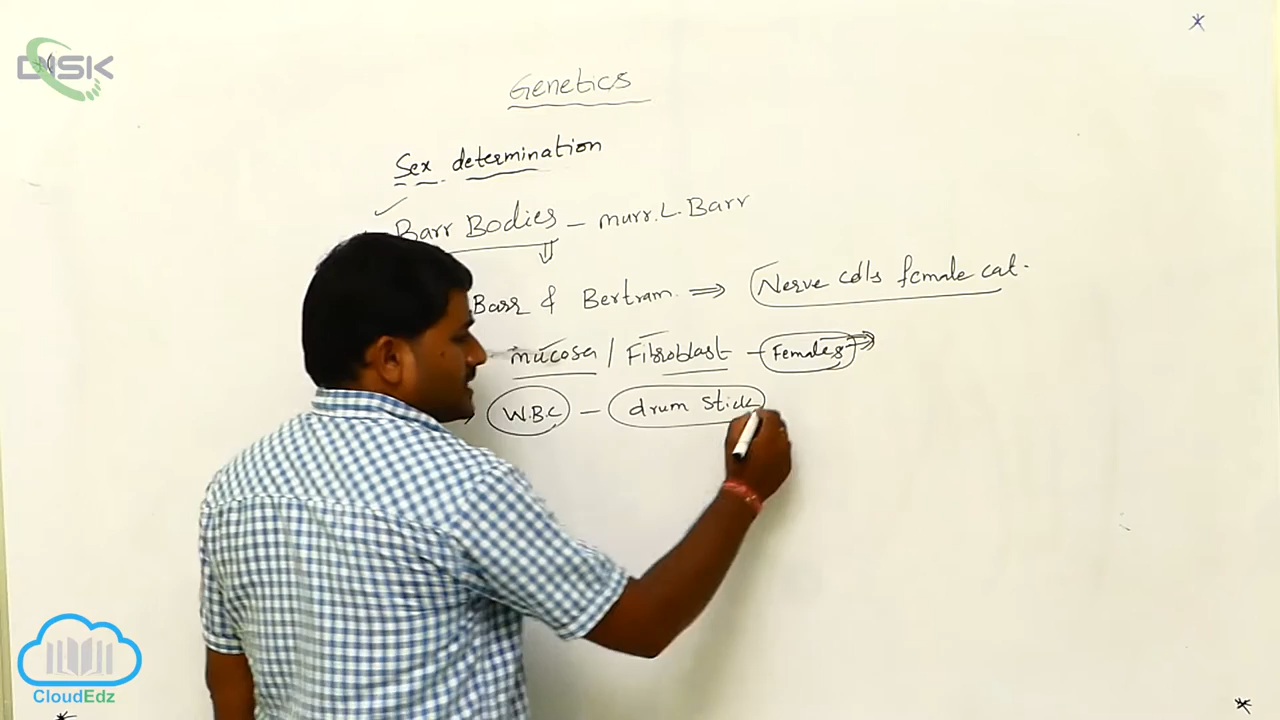 DNSK
Genetics
Sex determination
Barr Bodies – murr. L. Barr
Barr & Bertram. ⇒ Nerve cells female cat.
mucosa / Fibroblast – Females
W.B.C – drum stick
CloudEdz